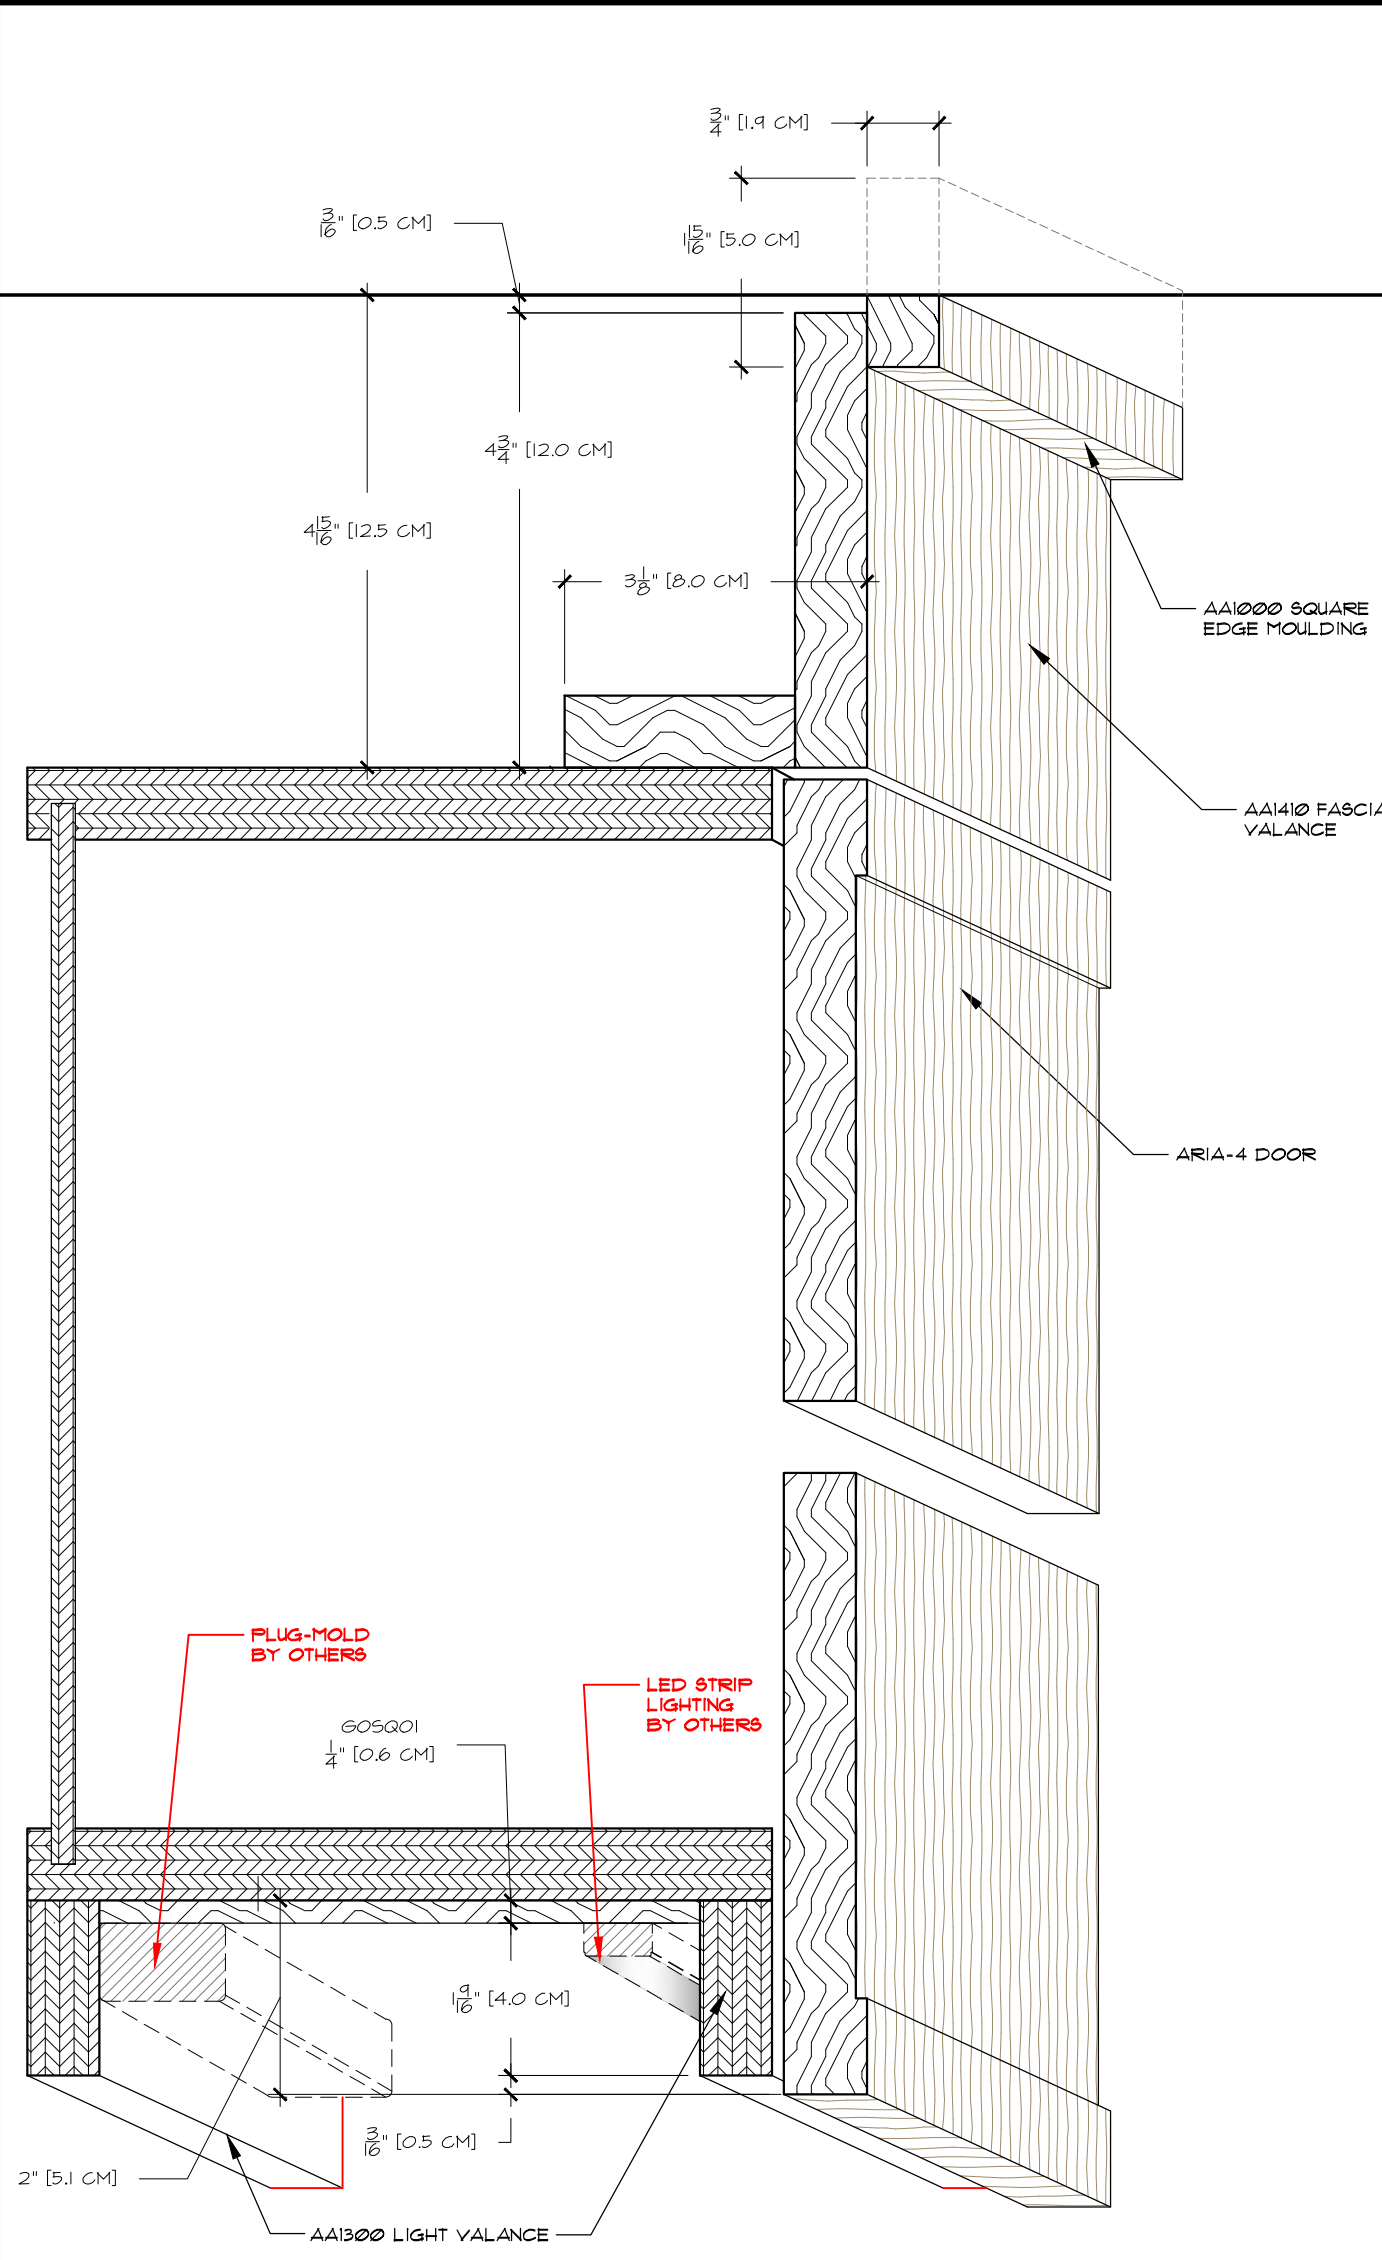 3/4" [1.9 CM]
3/16" [0.5 CM]
1 15/16" [5.0 CM]
4 3/4" [12.0 CM]
4 15/16" [12.5 CM]
3 1/8" [8.0 CM]
AA1000 SQUARE
EDGE MOULDING
AA1410 FASCIA
VALANCE
ARIA-4 DOOR
PLUG-MOLD
BY OTHERS
LED STRIP
LIGHTING
BY OTHERS
GOSQ01
1/4" [0.6 CM]
1 9/16" [4.0 CM]
3/16" [0.5 CM]
2" [5.1 CM]
AA1300 LIGHT VALANCE